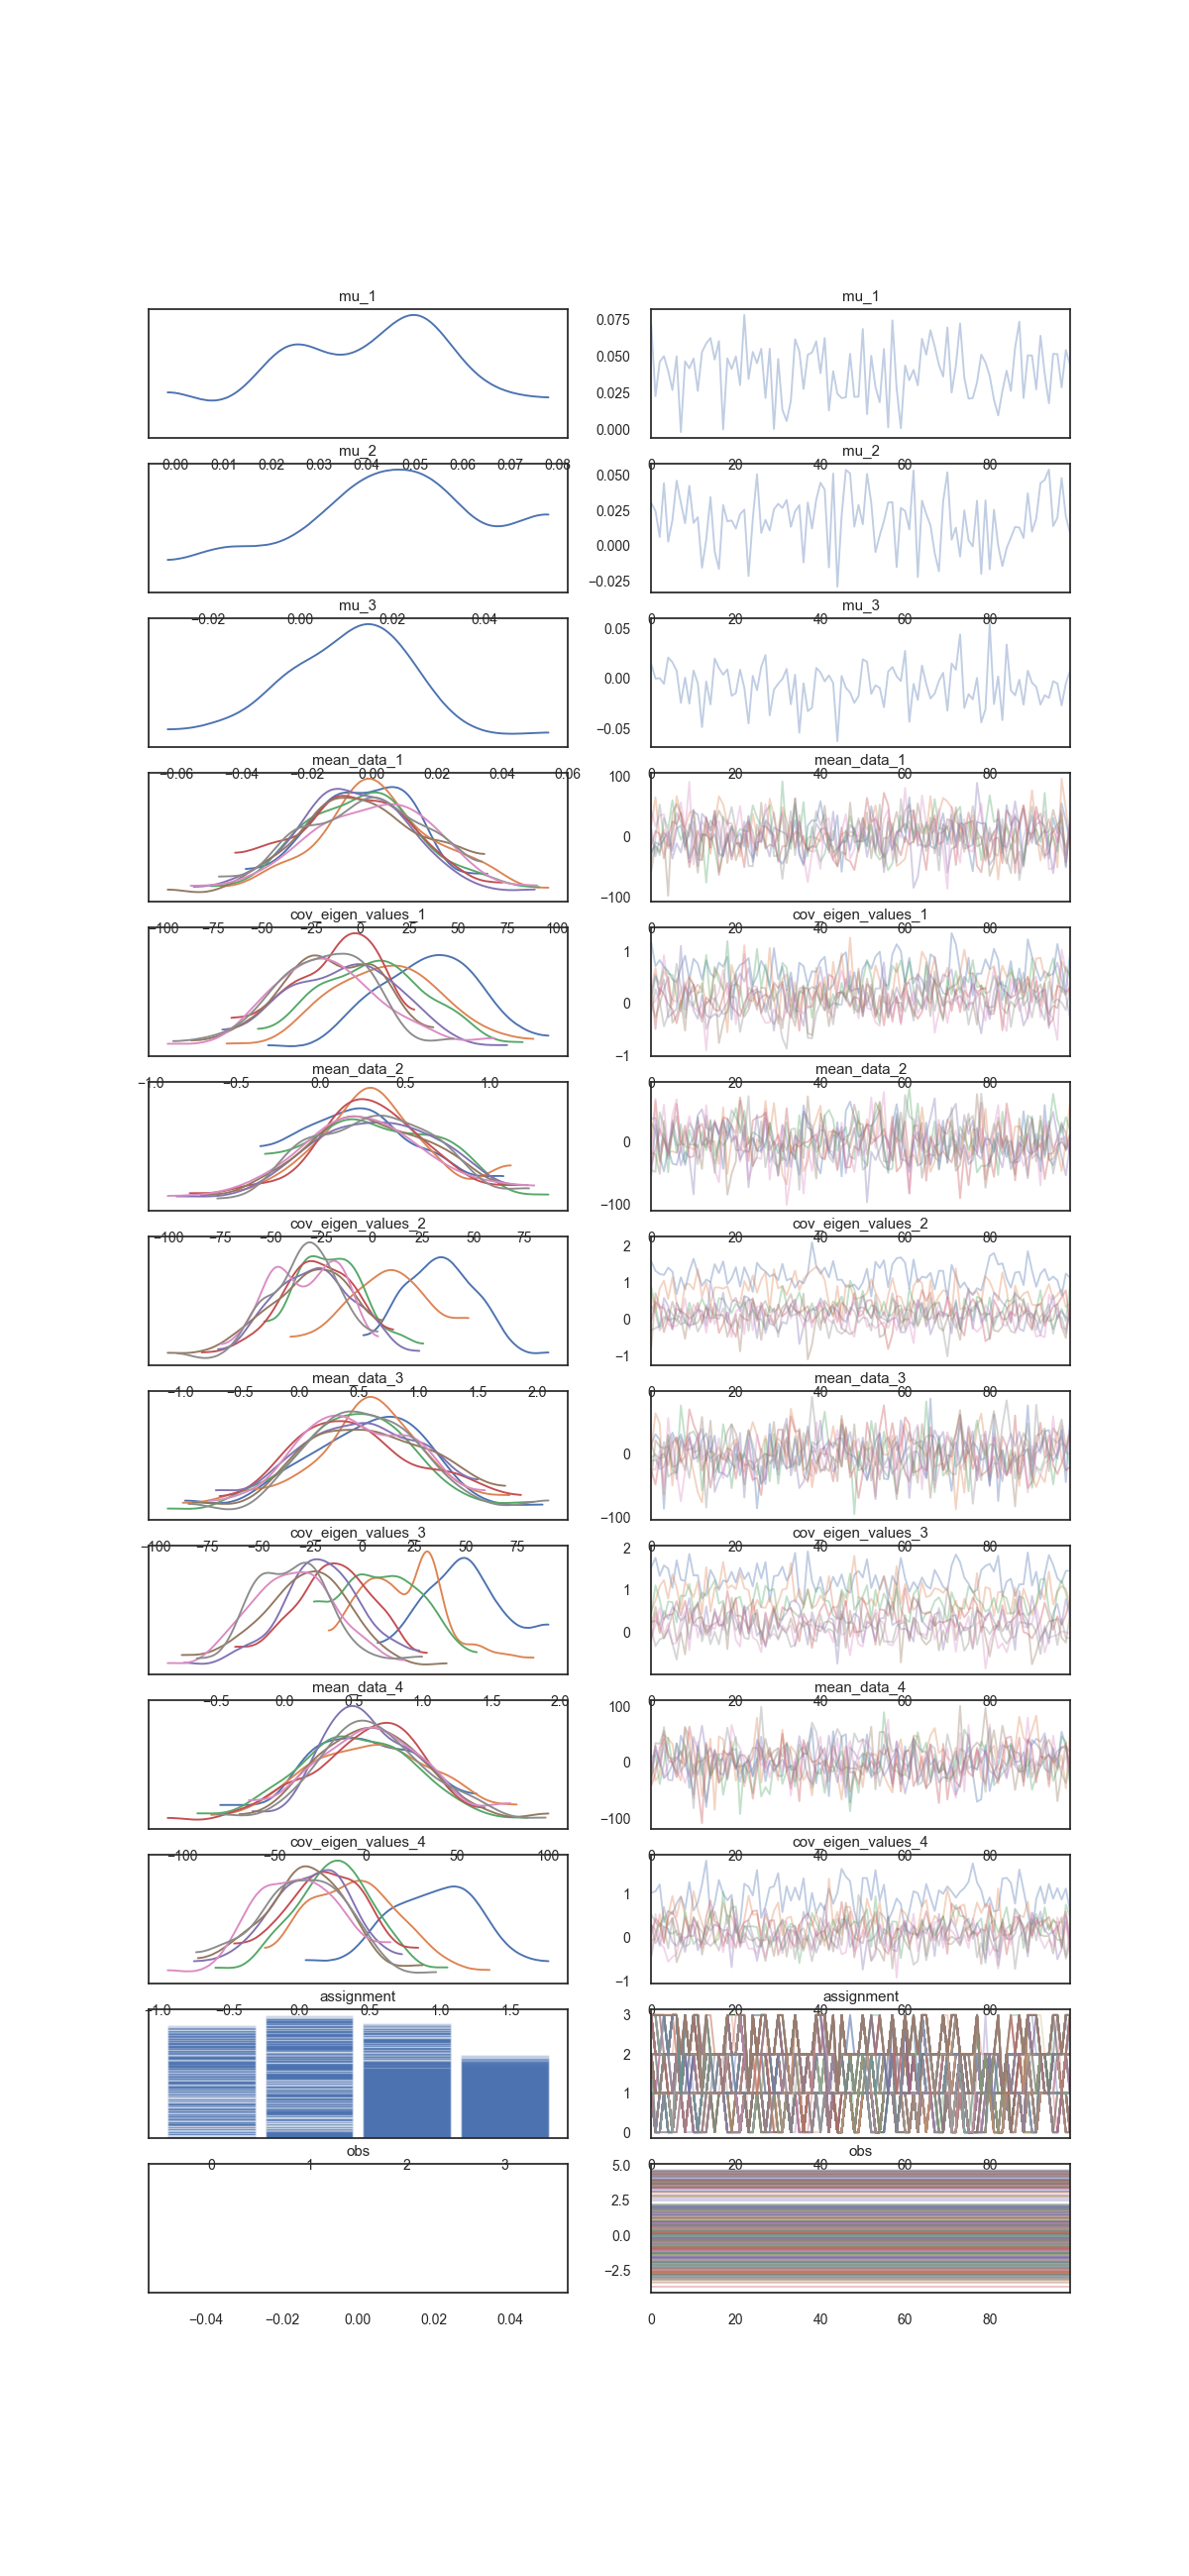 mu_1 mu_1
0.075
0.050
0.025
0.000
mu_2 mu_2
0.00 0.01 0.02 0.03 0.04 0.05 0.06 0.07 0.08 0 20 40 60 80
0.050
0.025
0.000
−0.025
mu_3 mu_3
−0.02 0.00 0.02 0.04 0 20 40 60 80
0.05
0.00
−0.05
mean_data_1 mean_data_1
−0.06 −0.04 −0.02 0.00 0.02 0.04 0.06 0 20 40 60 80
100
0
−100
cov_eigen_values_1 cov_eigen_values_1
−100 −75 −50 −25 0 25 50 75 100 0 20 40 60 80
1
0
−1
mean_data_2 mean_data_2
−1.0 −0.5 0.0 0.5 1.0 0 20 40 60 80
0
−100
cov_eigen_values_2 cov_eigen_values_2
−100 −75 −50 −25 0 25 50 75 0 20 40 60 80
2
1
0
−1
mean_data_3 mean_data_3
−1.0 −0.5 0.0 0.5 1.0 1.5 2.0 0 20 40 60 80
0
−100
cov_eigen_values_3 cov_eigen_values_3
−100 −75 −50 −25 0 25 50 75 0 20 40 60 80
2
1
0
mean_data_4 mean_data_4
−0.5 0.0 0.5 1.0 1.5 2.0 0 20 40 60 80
100
0
−100
cov_eigen_values_4 cov_eigen_values_4
−100 −50 0 50 100 0 20 40 60 80
1
0
−1
assignment assignment
−1.0 −0.5 0.0 0.5 1.0 1.5 0 20 40 60 80
3
2
1
0
obs obs
0 1 2 3 0 20 40 60 80
5.0
2.5
0.0
−2.5
−0.04 −0.02 0.00 0.02 0.04 0 20 40 60 80